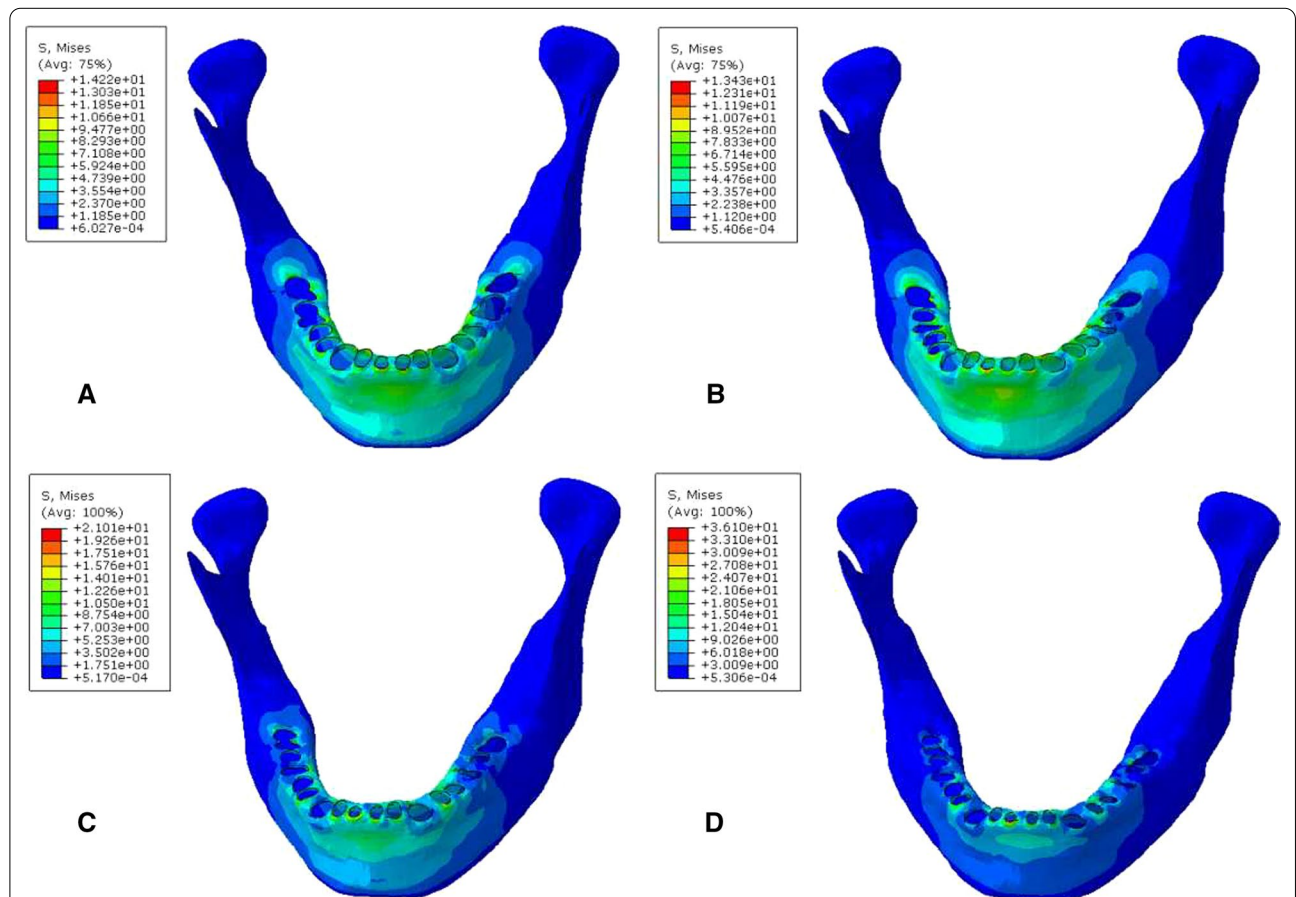 S, Mises
(Avg: 75%)
+1.422e+01
+1.303e+01
+1.185e+01
+1.066e+01
+9.477e+00
+8.293e+00
+7.108e+00
+5.924e+00
+4.739e+00
+3.554e+00
+2.370e+00
+1.185e+00
+6.027e-04
A
S, Mises
(Avg: 75%)
+1.343e+01
+1.231e+01
+1.119e+01
+1.007e+01
+8.952e+00
+7.833e+00
+6.714e+00
+5.595e+00
+4.476e+00
+3.357e+00
+2.238e+00
+1.120e+00
+5.406e-04
B
S, Mises
(Avg: 100%)
+2.101e+01
+1.926e+01
+1.751e+01
+1.576e+01
+1.401e+01
+1.226e+01
+1.050e+01
+8.754e+00
+7.003e+00
+5.253e+00
+3.502e+00
+1.751e+00
+5.170e-04
C
S, Mises
(Avg: 100%)
+3.610e+01
+3.310e+01
+3.009e+01
+2.708e+01
+2.407e+01
+2.106e+01
+1.805e+01
+1.504e+01
+1.204e+01
+9.026e+00
+6.018e+00
+3.009e+00
+5.306e-04
D